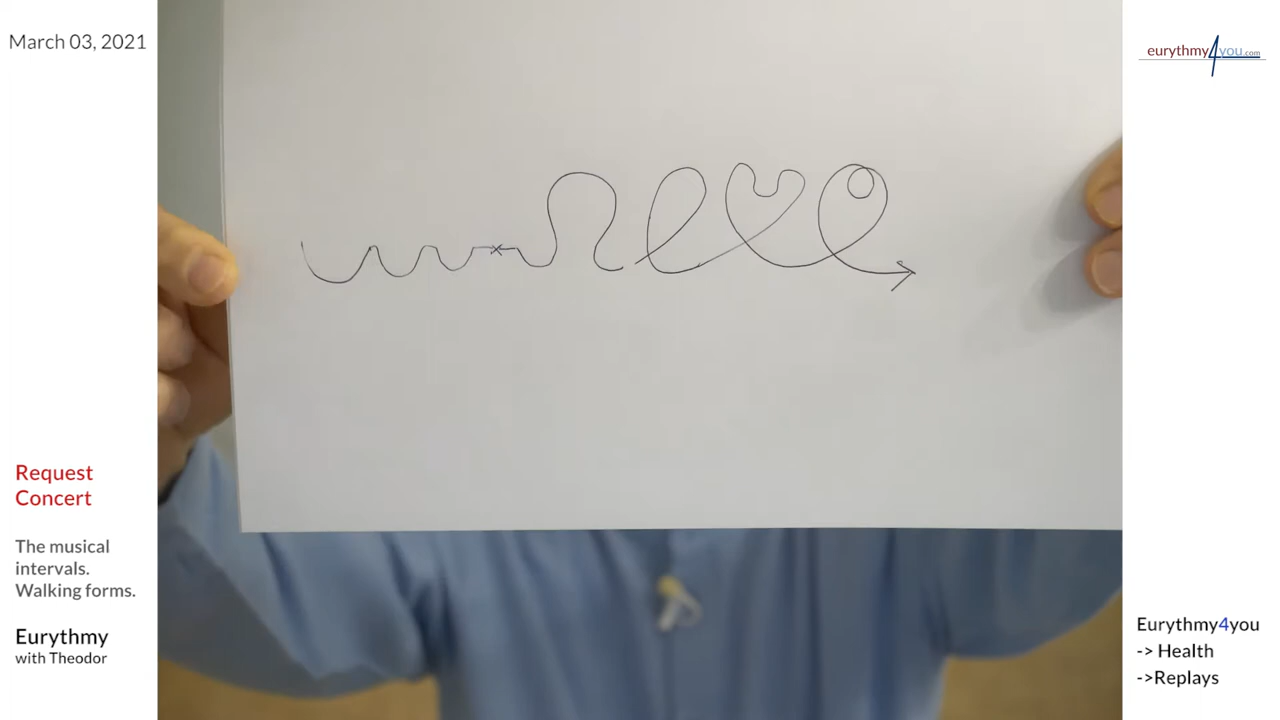 March 03, 2021
eurythmy4you.com
Request
Concert
The musical
intervals.
Walking forms.
Eurythmy
with Theodor
Eurythmy4you
-> Health
->Replays